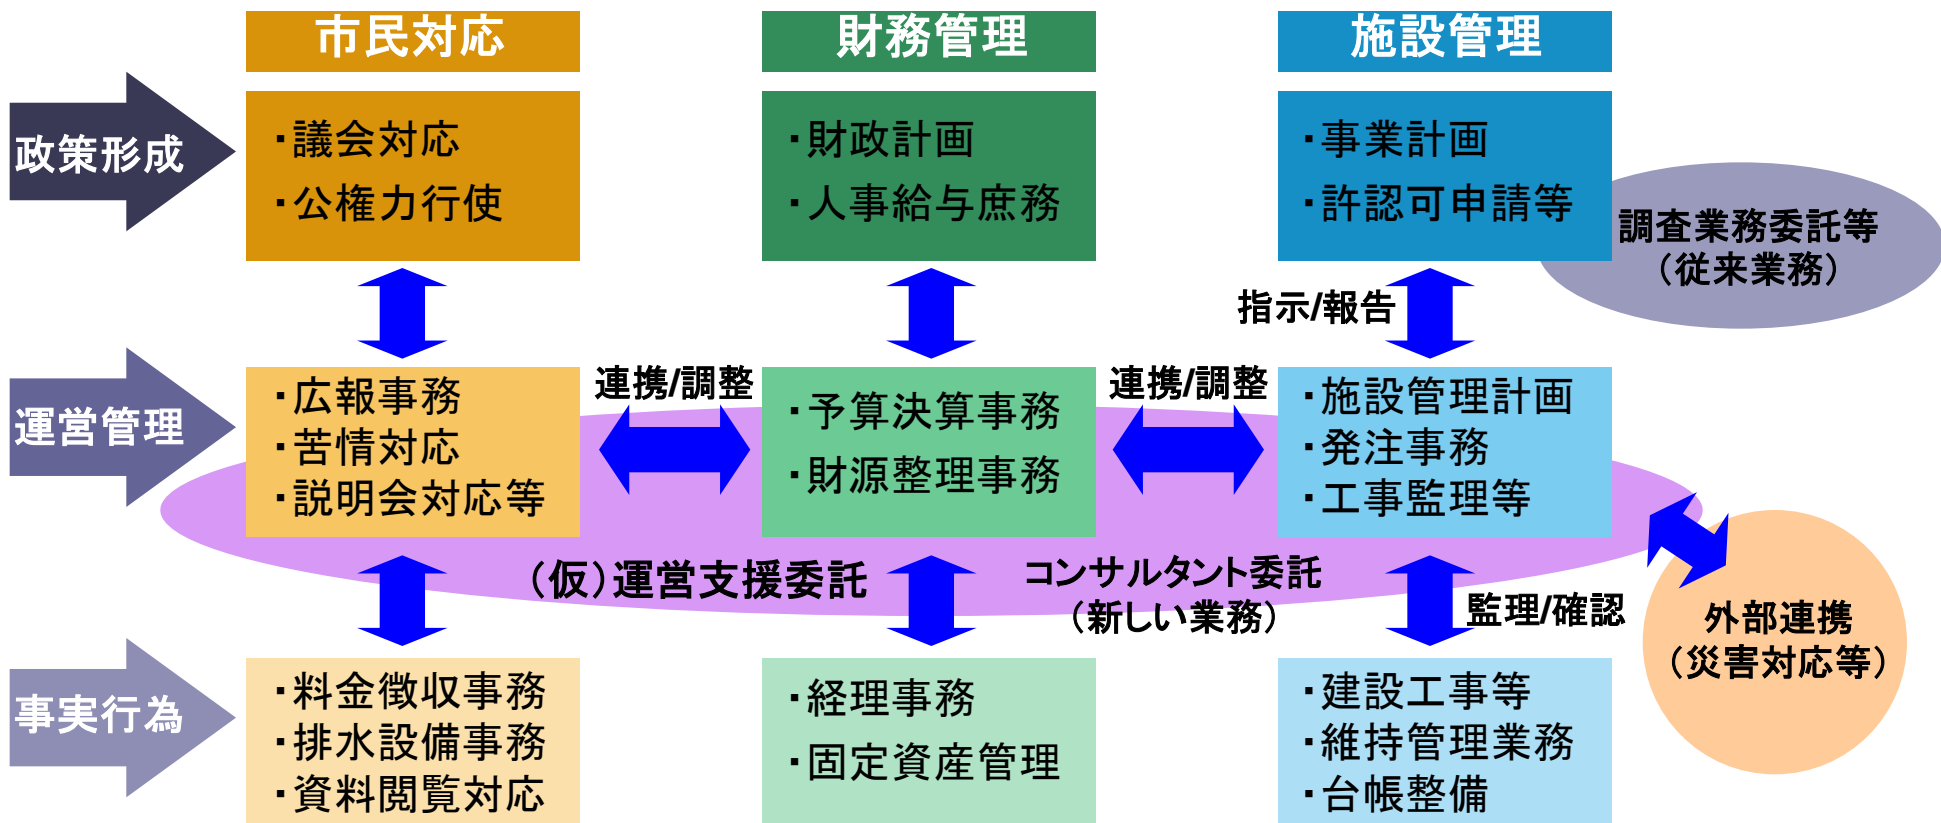 市民対応
財務管理
施設管理
政策形成
・議会対応
・公権力行使
・財政計画
・人事給与庶務
・事業計画
・許認可申請等
調査業務委託等
（従来業務）
指示/報告
運営管理
・広報事務
・苦情対応
・説明会対応等
連携/調整
・予算決算事務
・財源整理事務
連携/調整
・施設管理計画
・発注事務
・工事監理等
（仮）運営支援委託
コンサルタント委託
（新しい業務）
監理/確認
外部連携
（災害対応等）
事実行為
・料金徴収事務
・排水設備事務
・資料閲覧対応
・経理事務
・固定資産管理
・建設工事等
・維持管理業務
・台帳整備